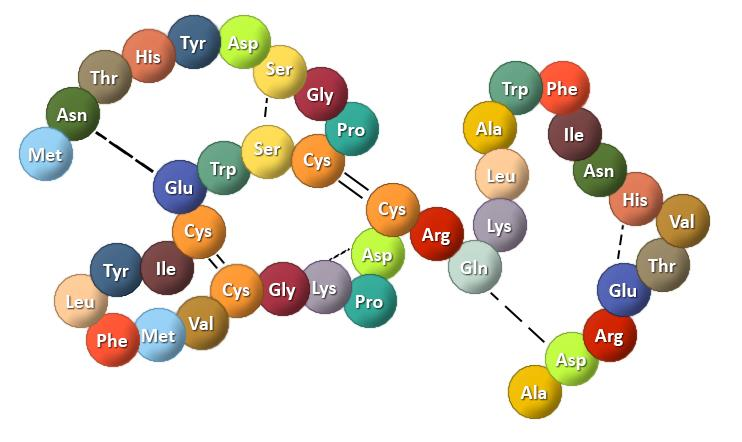 Met
Asn
Thr
His
Tyr
Asp
Ser
Gly
Pro
Cys
Ser
Trp
Glu
Cys
Ile
Tyr
Leu
Phe
Met
Val
Cys
Gly
Lys
Pro
Asp
Cys
Arg
Gln
Lys
Leu
Ala
Trp
Phe
Ile
Asn
His
Val
Thr
Glu
Arg
Asp
Ala